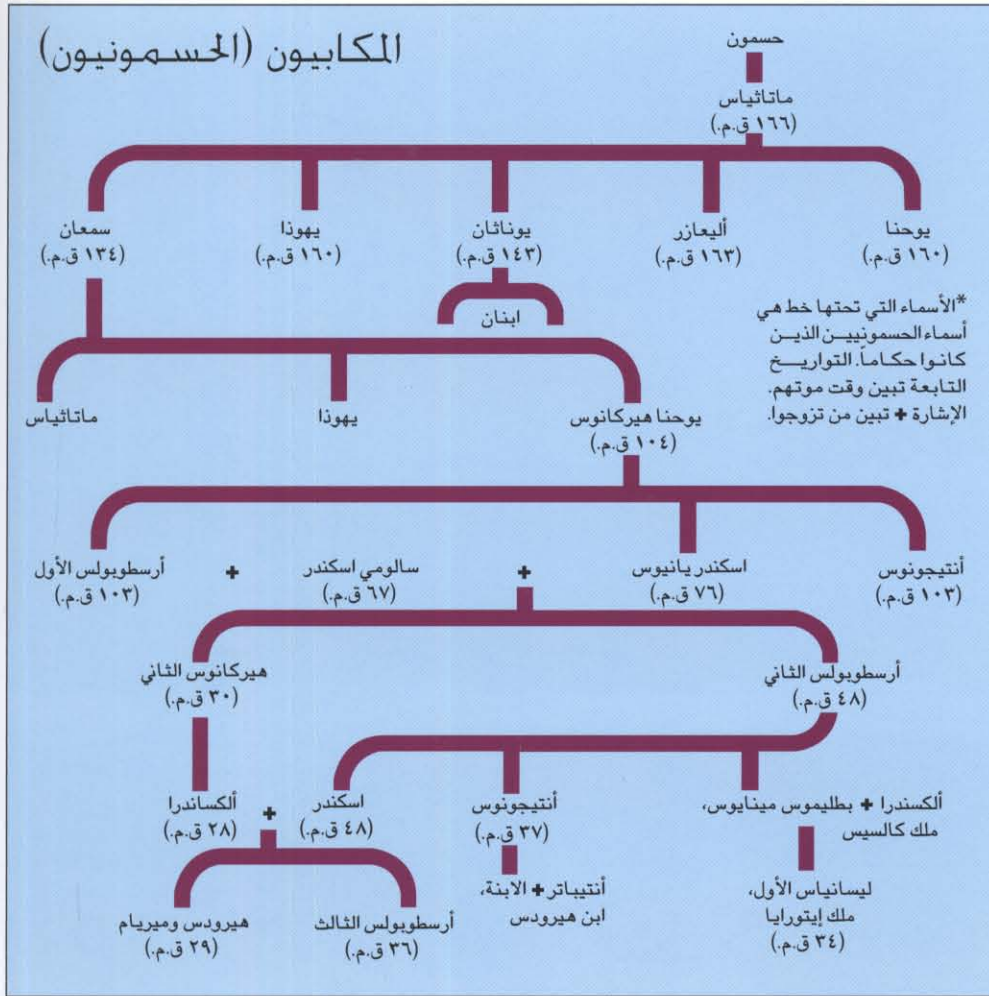 المكابيون (الحسمونيون)
حسمون
ماتاثياس
(١٦٦ ق.م.)
يوحنا
(١٦٠ ق.م.)
أليعازر
(١٦٣ ق.م.)
يوناثان
(١٤٣ ق.م.)
يهوذا
(١٦٠ ق.م.)
سمعان
(١٣٤ ق.م.)
ابنان
*الأسماء التي تحتها خط هي
أسماء الحسمونيين الذين
كانوا حكاماً. التواريخ
التابعة تبين وقت موتهم.
الإشارة + تبين من تزوجوا.
يوحنا هيركانوس
(١٠٤ ق.م.)
يهوذا
ماتاثياس
أنتيجونوس
(١٠٣ ق.م.)
اسكندر يانيوس
(٧٦ ق.م.)
+
سالومي اسكندر
(٦٧ ق.م.)
+
أرسطوبولس الأول
(١٠٣ ق.م.)
أرسطوبولس الثاني
(٤٨ ق.م.)
هيركانوس الثاني
(٣٠ ق.م.)
ألكسندرا + بطليموس مينايوس،
ملك كالسيس
أنتيجونوس
(٣٧ ق.م.)
اسكندر
(٤٨ ق.م.)
+
ألكساندرا
(٢٨ ق.م.)
ليسانياس الأول،
ملك إيتورايا
(٣٤ ق.م.)
أنتيباتر + الابنة،
ابن هيرودس
أرسطوبولس الثالث
(٣٦ ق.م.)
هيرودس وميريام
(٢٩ ق.م.)